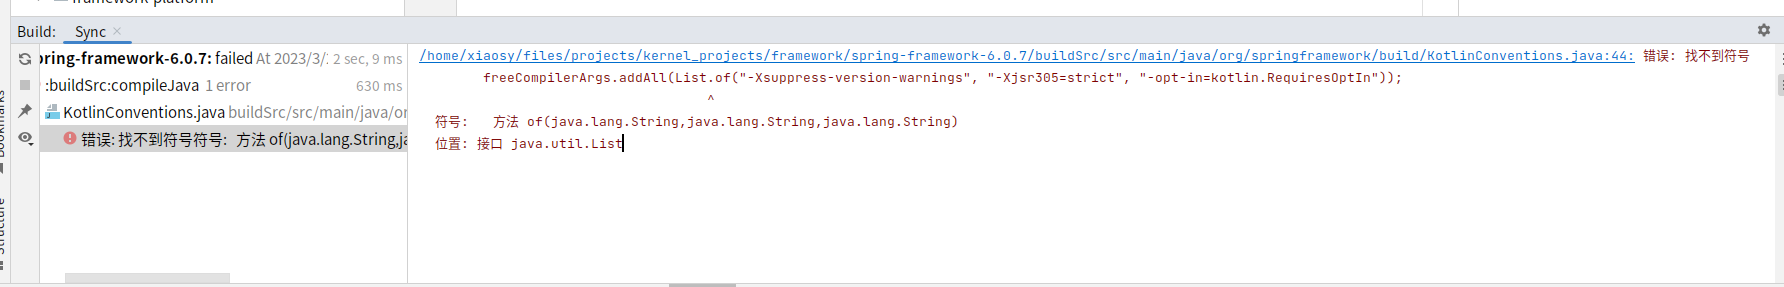 framework-platform
Build: Sync
spring-framework-6.0.7: failed At 2023/3/ 2 sec, 9 ms
:buildSrc:compileJava 1 error 630 ms
KotlinConventions.java buildSrc/src/main/java/or
错误: 找不到符号符号: 方法 of(java.lang.String,ja
/home/xiaosy/files/projects/kernel_projects/framework/spring-framework-6.0.7/buildSrc/src/main/java/org/springframework/build/KotlinConventions.java:44: 错误: 找不到符号
freeCompilerArgs.addAll(List.of("-Xsuppress-version-warnings", "-Xjsr305=strict", "-opt-in=kotlin.RequiresOptIn"));
^
符号: 方法 of(java.lang.String,java.lang.String,java.lang.String)
位置: 接口 java.util.List
Bookmarks
Structure